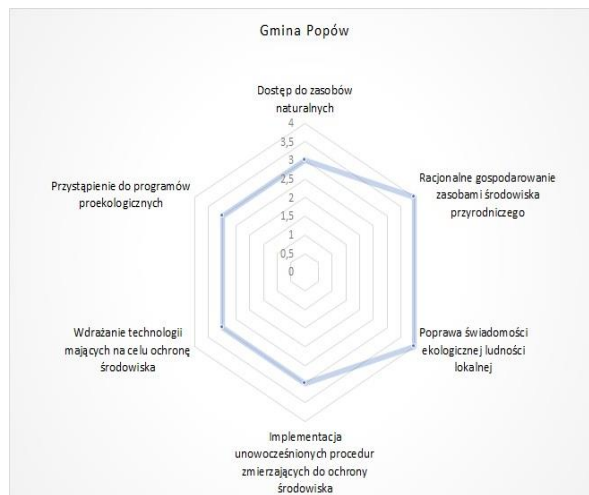 Gmina Popów
Dostęp do zasobów
naturalnych
4
3,5
3
2,5
2
1,5
1
0,5
0
Racjonalne gospodarowanie
zasobami środowiska
przyrodniczego
Poprawa świadomości
ekologicznej ludności
lokalnej
Implementacja
unowocześnionych procedur
zmierzających do ochrony
środowiska
Wdrażanie technologii
mających na celu ochronę
środowiska
Przystąpienie do programów
proekologicznych